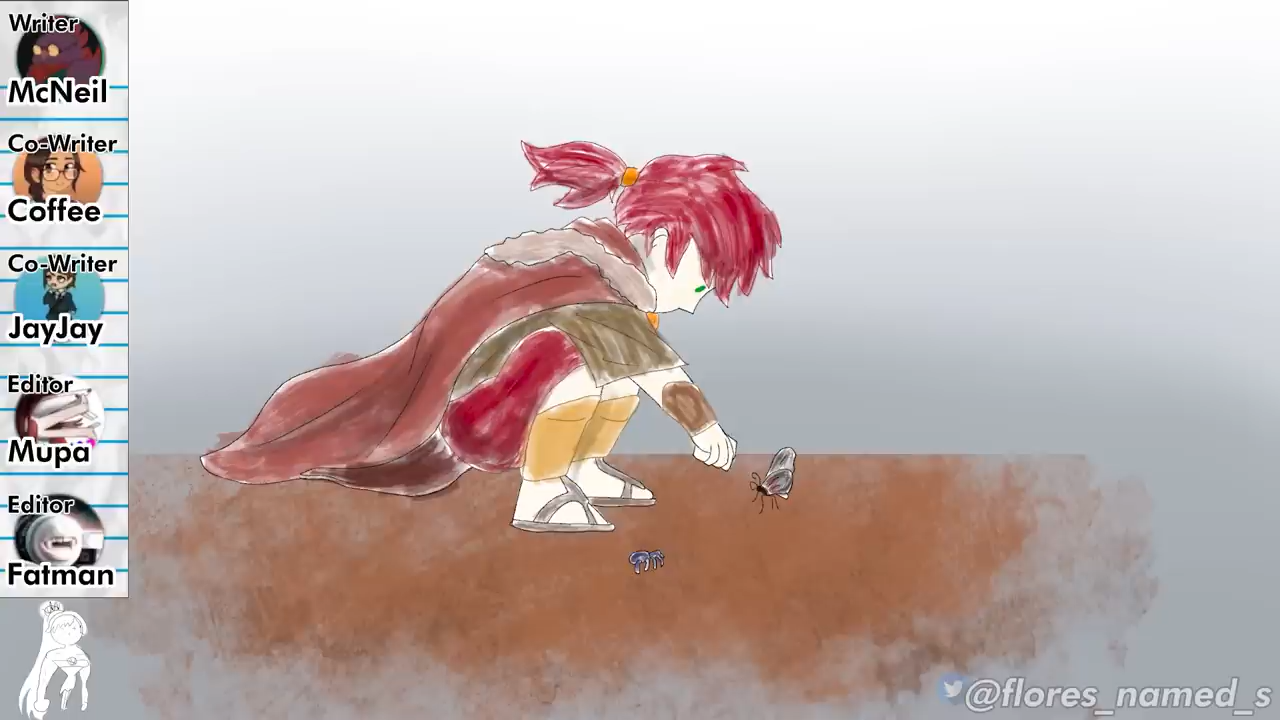 Writer
McNeil
Co-Writer
Coffee
Co-Writer
JayJay
Editor
Mupa
Editor
Fatman
@flores_named_s